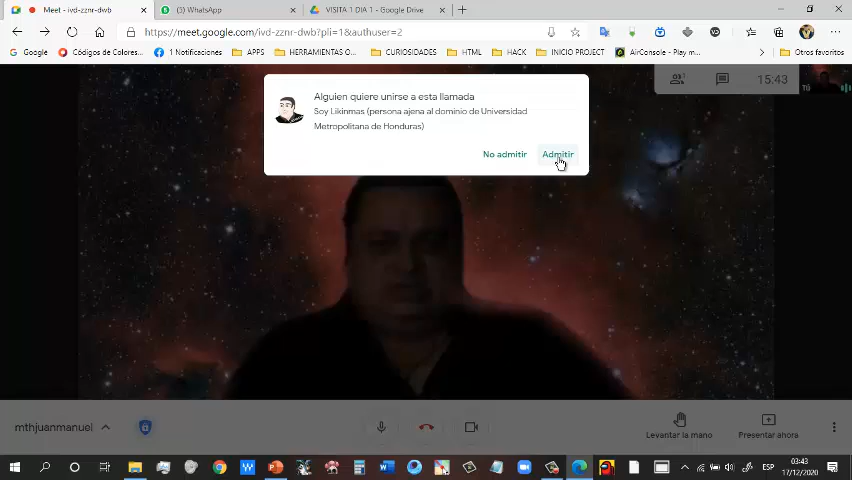 Meet - ivd-zznr-dwb
(3) WhatsApp
VISITA 1 DIA 1 - Google Drive
https://meet.google.com/ivd-zznr-dwb?pli=1&authuser=2
Google
Códigos de Colores...
1 Notificaciones
APPS
HERRAMIENTAS O...
CURIOSIDADES
HTML
HACK
INICIO PROJECT
AirConsole - Play m...
Otros favoritos
Alguien quiere unirse a esta llamada
Soy Likinmas (persona ajena al dominio de Universidad
Metropolitana de Honduras)
No admitir
Admitir
15:43
Tú
mthjuanmanuel
Levantar la mano
Presentar ahora
ESP
03:43
17/12/2020